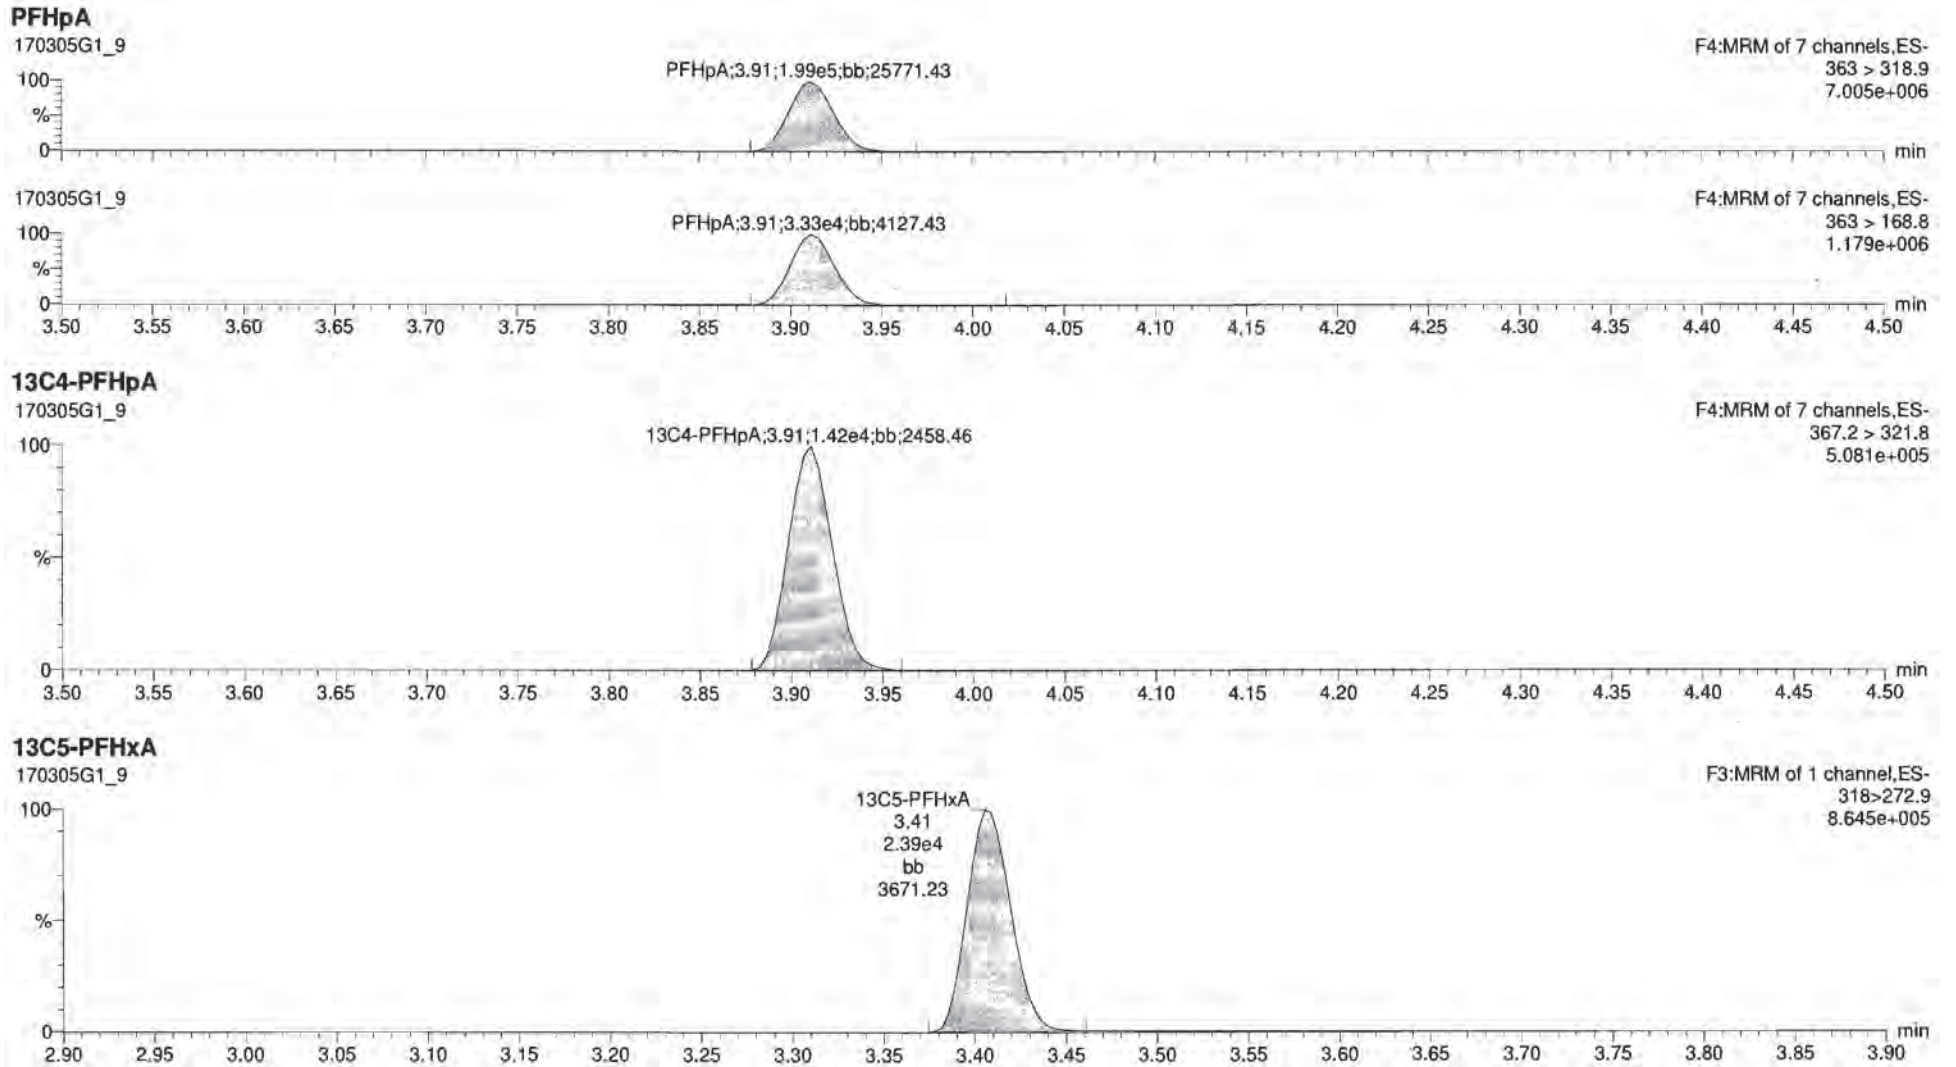 PFHpA
170305G1_9
F4:MRM of 7 channels,ES-
363 > 318.9
7.005e+006
PFHpA;3.91;1.99e5;bb;25771.43
100
%
0
min
170305G1_9
F4:MRM of 7 channels,ES-
363 > 168.8
1.179e+006
PFHpA;3.91;3.33e4;bb;4127.43
100
%
0
min
3.50 3.55 3.60 3.65 3.70 3.75 3.80 3.85 3.90 3.95 4.00 4.05 4.10 4.15 4.20 4.25 4.30 4.35 4.40 4.45 4.50
13C4-PFHpA
170305G1_9
F4:MRM of 7 channels,ES-
367.2 > 321.8
5.081e+005
13C4-PFHpA;3.91;1.42e4;bb;2458.46
100
%
0
min
3.50 3.55 3.60 3.65 3.70 3.75 3.80 3.85 3.90 3.95 4.00 4.05 4.10 4.15 4.20 4.25 4.30 4.35 4.40 4.45 4.50
13C5-PFHxA
170305G1_9
F3:MRM of 1 channel,ES-
318>272.9
8.645e+005
13C5-PFHxA
3.41
2.39e4
bb
3671.23
100
%
0
min
2.90 2.95 3.00 3.05 3.10 3.15 3.20 3.25 3.30 3.35 3.40 3.45 3.50 3.55 3.60 3.65 3.70 3.75 3.80 3.85 3.90